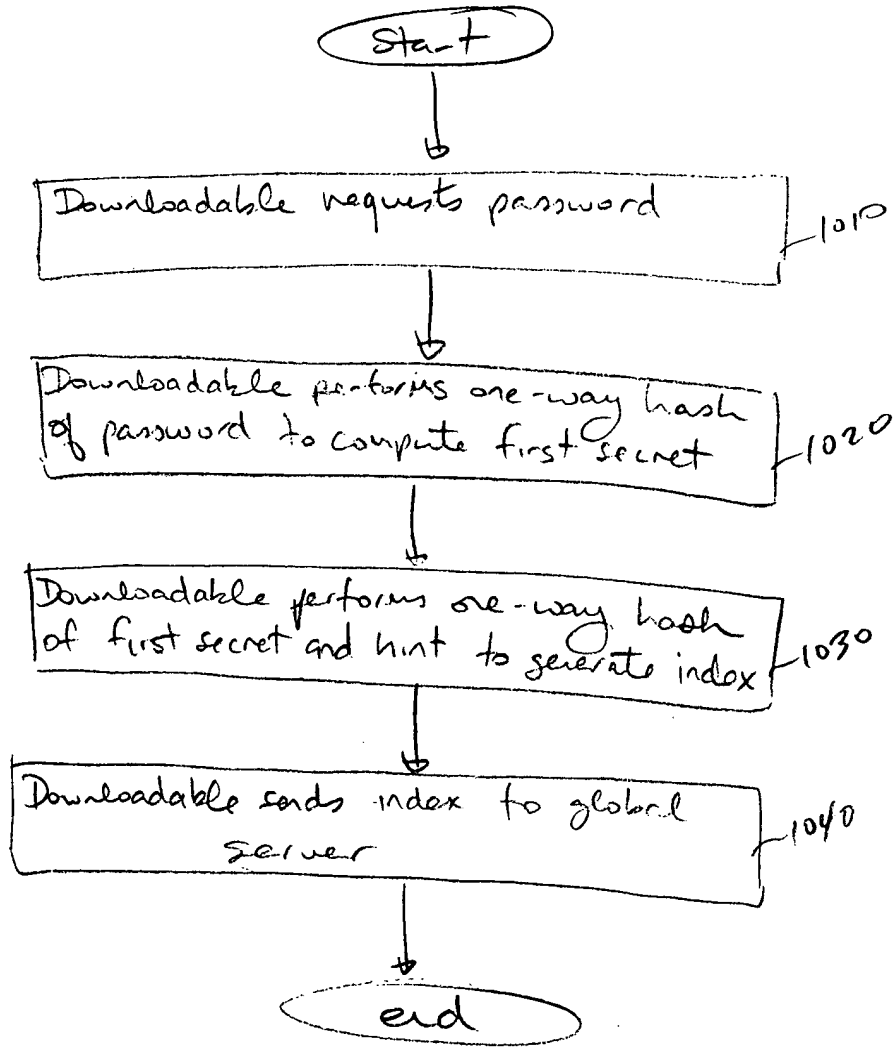 Start
Downloadable requests password
1010
Downloadable performs one-way hash
of password to compute first secret
1020
Downloadable performs one-way hash
of first secret and hint to generate index
1030
Downloadable sends index to global
server
1040
end